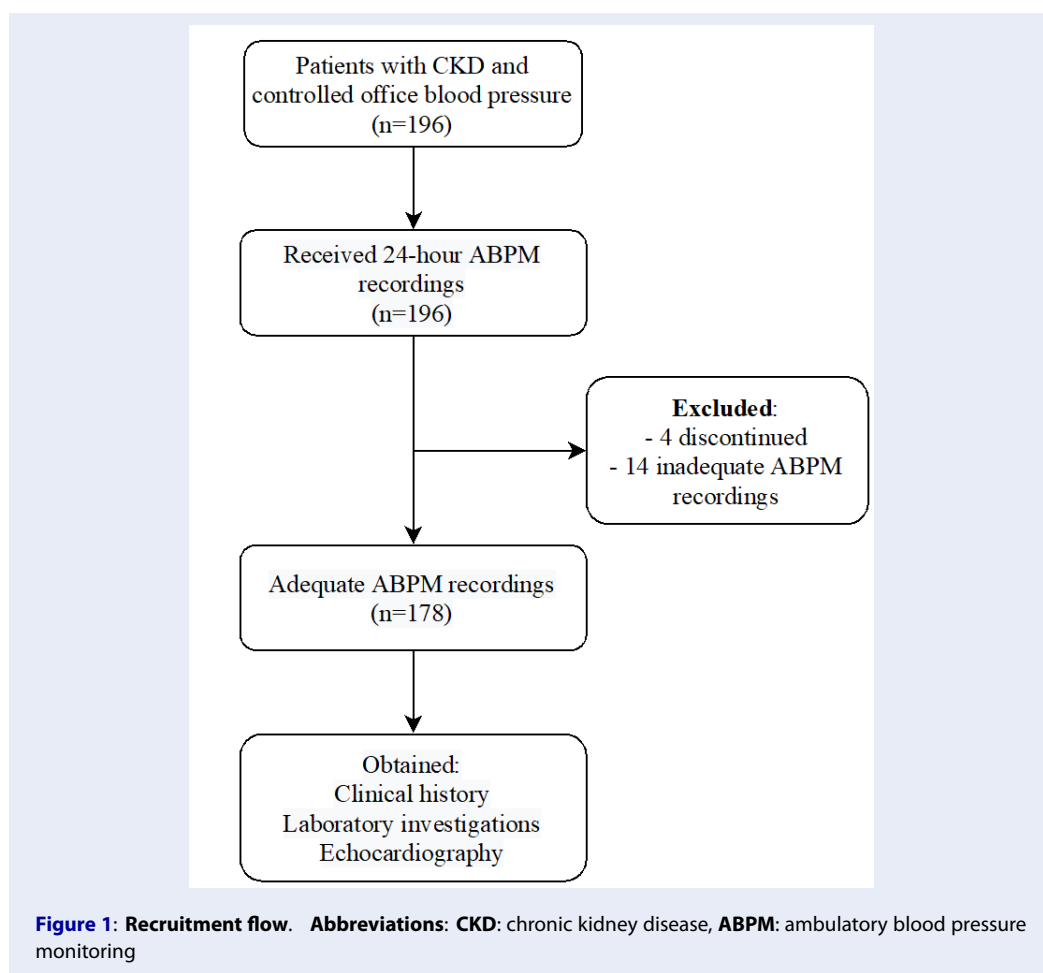 Patients with CKD and
controlled office blood pressure
(n=196)
Received 24-hour ABPM
recordings
(n=196)
Excluded:
- 4 discontinued
- 14 inadequate ABPM
recordings
Adequate ABPM recordings
(n=178)
Obtained:
Clinical history
Laboratory investigations
Echocardiography
Figure 1: Recruitment flow. Abbreviations: CKD: chronic kidney disease, ABPM: ambulatory blood pressure
monitoring